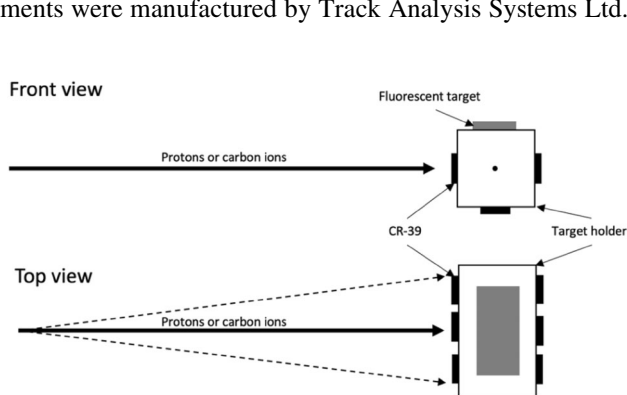 ments were manufactured by Track Analysis Systems Ltd.
Front view
Fluorescent target
Protons or carbon ions
CR-39
Target holder
Top view
Protons or carbon ions